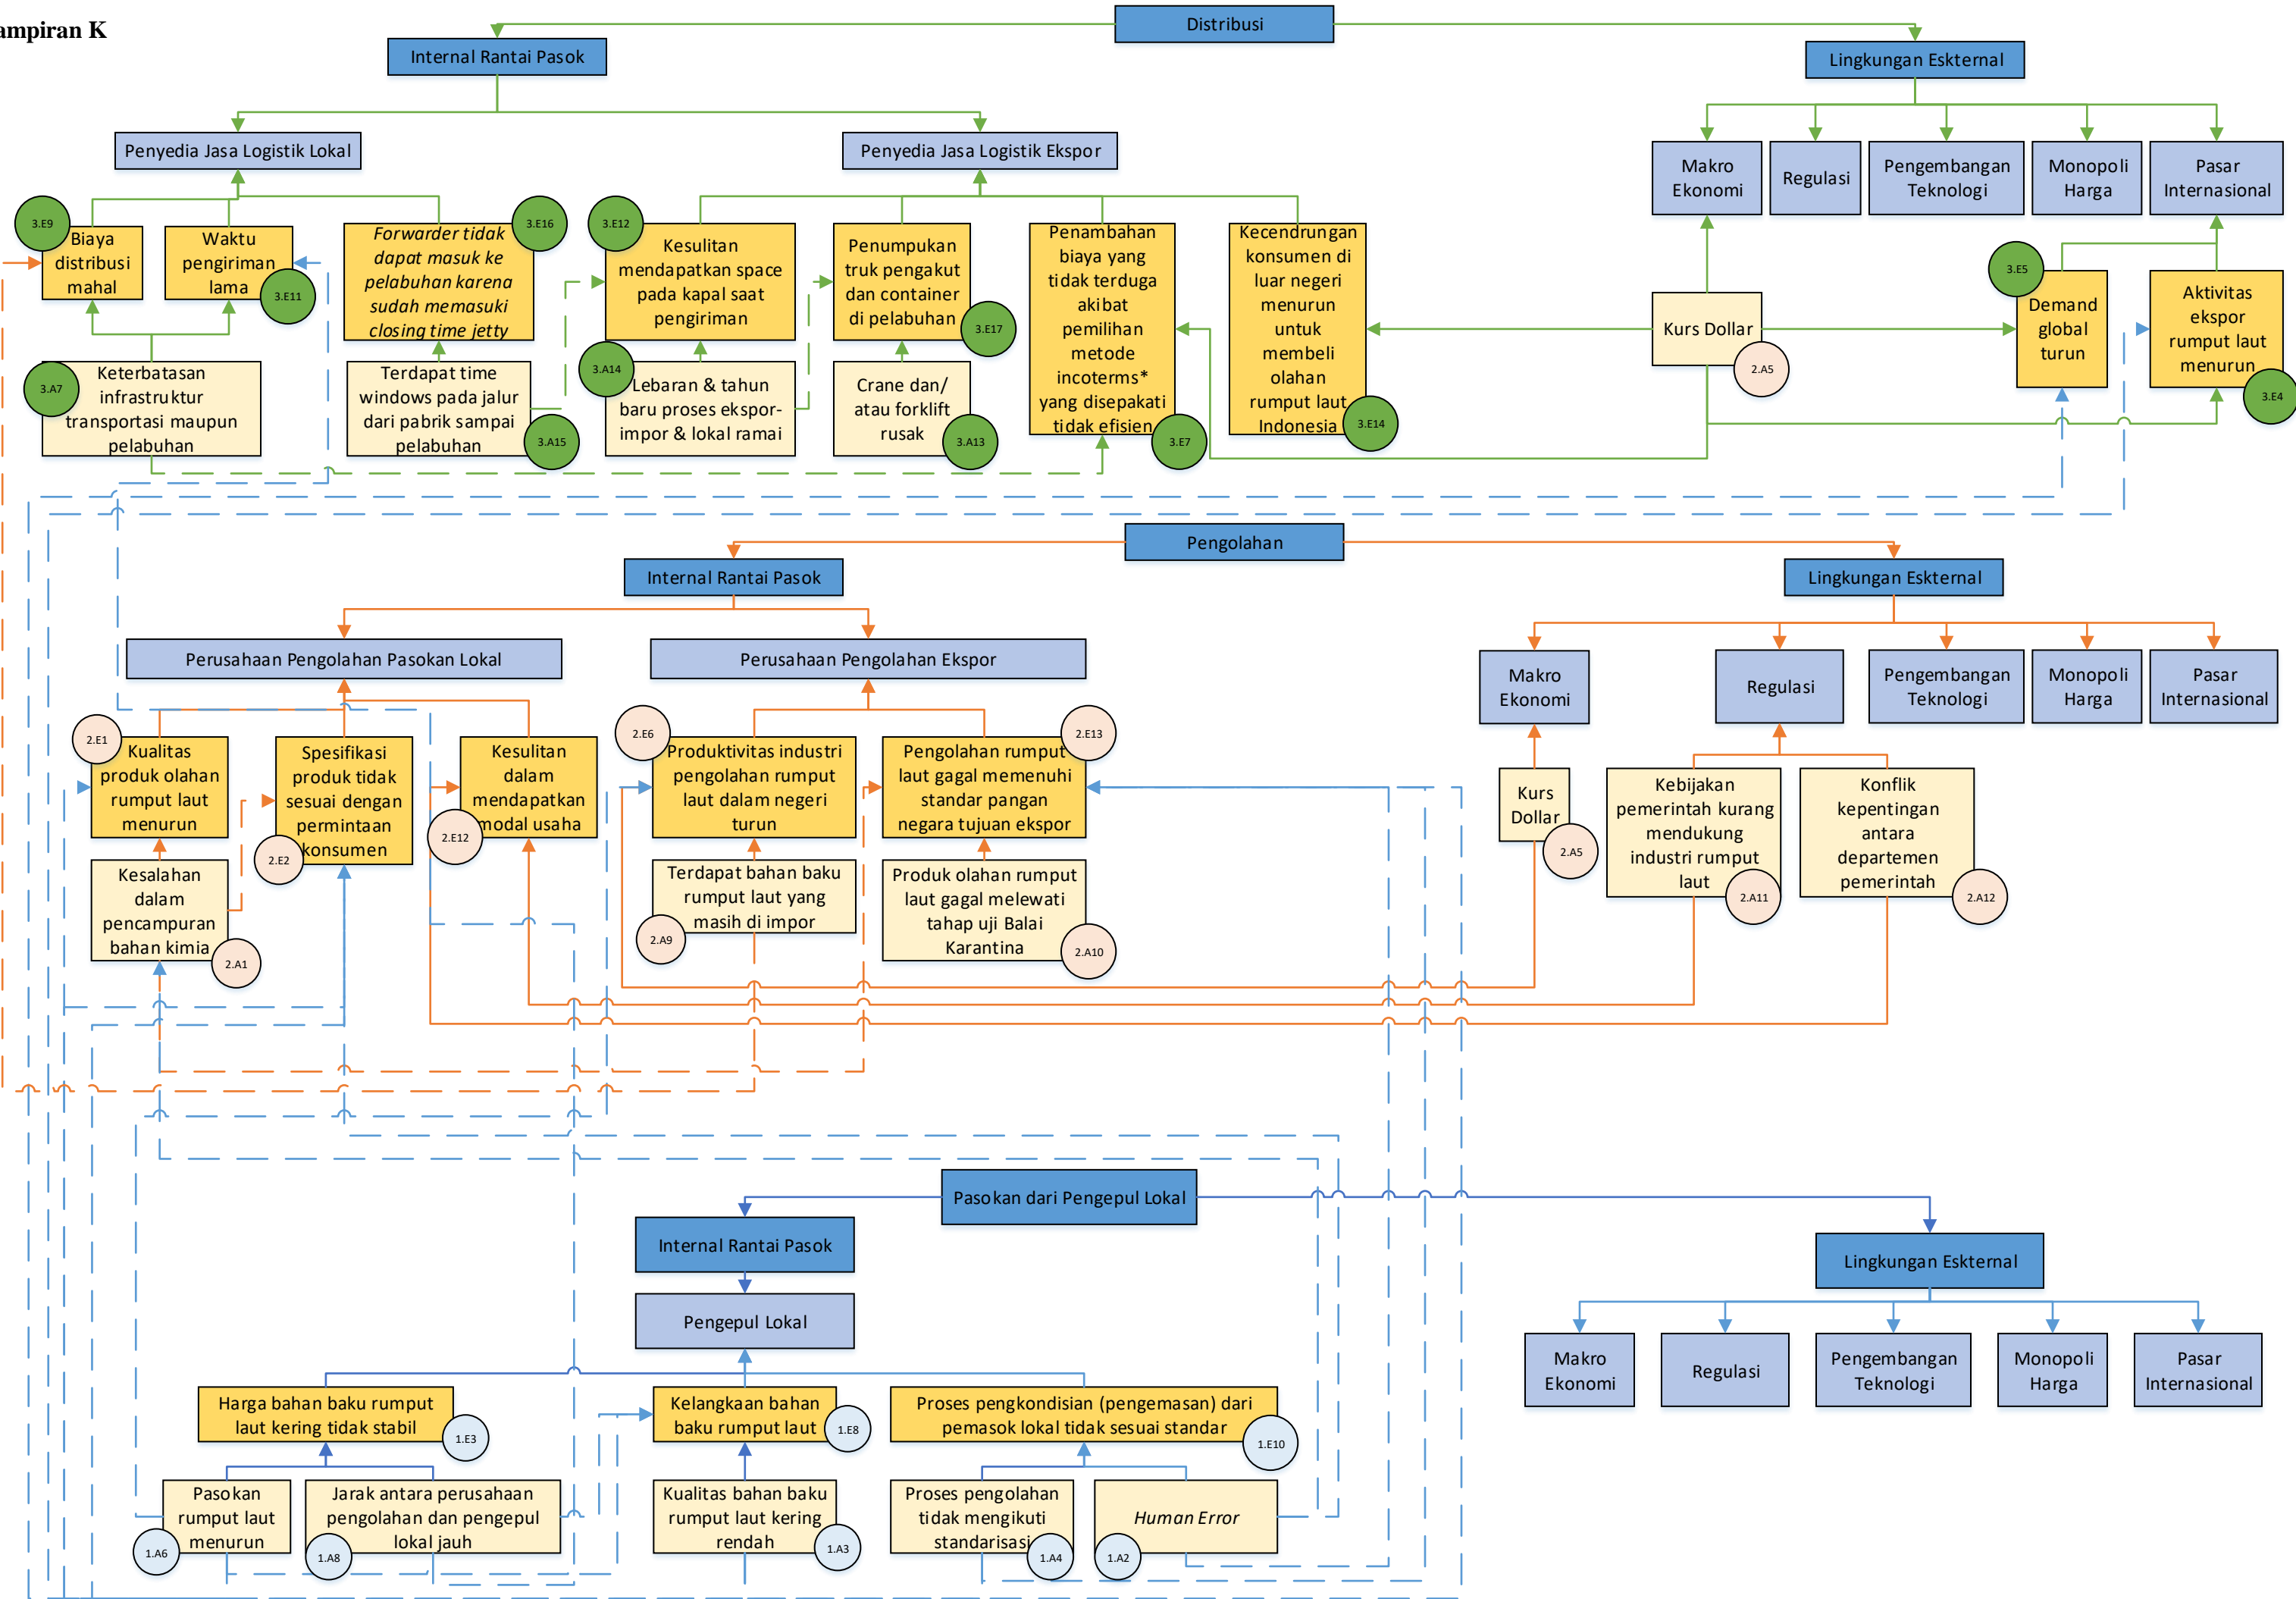 ampiran K
Distribusi
Internal Rantai Pasok
Lingkungan Eskternal
Penyedia Jasa Logistik Lokal
Penyedia Jasa Logistik Ekspor
Makro
Ekonomi
Regulasi
Pengembangan
Teknologi
Monopoli
Harga
Pasar
Internasional
3.E9
Biaya
distribusi
mahal
Waktu
pengiriman
lama
3.E11
Forwarder tidak
dapat masuk ke
pelabuhan karena
sudah memasuki
closing time jetty
3.E16
3.E12
Kesulitan
mendapatkan space
pada kapal saat
pengiriman
Penumpukan
truk pengakut
dan container
di pelabuhan
3.E17
Penambahan
biaya yang
tidak terduga
akibat
pemilihan
metode
incoterms*
yang disepakati
tidak efisien
3.E7
Kecendrungan
konsumen di
luar negeri
menurun
untuk
membeli
olahan
rumput laut
Indonesia
3.E14
Kurs Dollar
2.A5
3.E5
Demand
global
turun
Aktivitas
ekspor
rumput laut
menurun
3.E4
3.A7
Keterbatasan
infrastruktur
transportasi maupun
pelabuhan
Terdapat time
windows pada jalur
dari pabrik sampai
pelabuhan
3.A15
3.A14
Lebaran & tahun
baru proses ekspor-
impor & lokal ramai
Crane dan/
atau forklift
rusak
3.A13
Pengolahan
Internal Rantai Pasok
Lingkungan Eskternal
Perusahaan Pengolahan Pasokan Lokal
Perusahaan Pengolahan Ekspor
Makro
Ekonomi
Regulasi
Pengembangan
Teknologi
Monopoli
Harga
Pasar
Internasional
2.E1
Kualitas
produk olahan
rumput laut
menurun
Spesifikasi
produk tidak
sesuai dengan
permintaan
konsumen
2.E2
Kesulitan
dalam
mendapatkan
modal usaha
2.E12
2.E6
Produktivitas industri
pengolahan rumput
laut dalam negeri
turun
Pengolahan rumput
laut gagal memenuhi
standar pangan
negara tujuan ekspor
2.E13
Kurs
Dollar
2.A5
Kebijakan
pemerintah kurang
mendukung
industri rumput
laut
2.A11
Konflik
kepentingan
antara
departemen
pemerintah
2.A12
Kesalahan
dalam
pencampuran
bahan kimia
2.A1
Terdapat bahan baku
rumput laut yang
masih di impor
2.A9
Produk olahan rumput
laut gagal melewati
tahap uji Balai
Karantina
2.A10
Pasokan dari Pengepul Lokal
Internal Rantai Pasok
Lingkungan Eskternal
Pengepul Lokal
Makro
Ekonomi
Regulasi
Pengembangan
Teknologi
Monopoli
Harga
Pasar
Internasional
Harga bahan baku rumput
laut kering tidak stabil
1.E3
Kelangkaan bahan
baku rumput laut
1.E8
Proses pengkondisian (pengemasan) dari
pemasok lokal tidak sesuai standar
1.E10
Pasokan
rumput laut
menurun
1.A6
Jarak antara perusahaan
pengolahan dan pengepul
lokal jauh
1.A8
Kualitas bahan baku
rumput laut kering
rendah
1.A3
Proses pengolahan
tidak mengikuti
standarisasi
1.A4
Human Error
1.A2